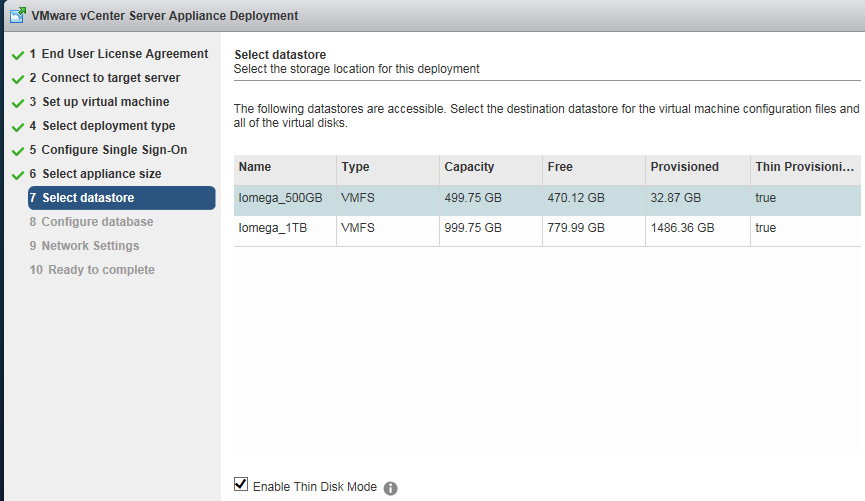 VMware vCenter Server Appliance Deployment
1 End User License Agreement
2 Connect to target server
3 Set up virtual machine
4 Select deployment type
5 Configure Single Sign-On
6 Select appliance size
7 Select datastore
8 Configure database
9 Network Settings
10 Ready to complete
Select datastore
Select the storage location for this deployment
The following datastores are accessible. Select the destination datastore for the virtual machine configuration files and
all of the virtual disks.
Name Type Capacity Free Provisioned Thin Provisioni...
Iomega_500GB VMFS 499.75 GB 470.12 GB 32.87 GB true
Iomega_1TB VMFS 999.75 GB 779.99 GB 1486.36 GB true
Enable Thin Disk Mode